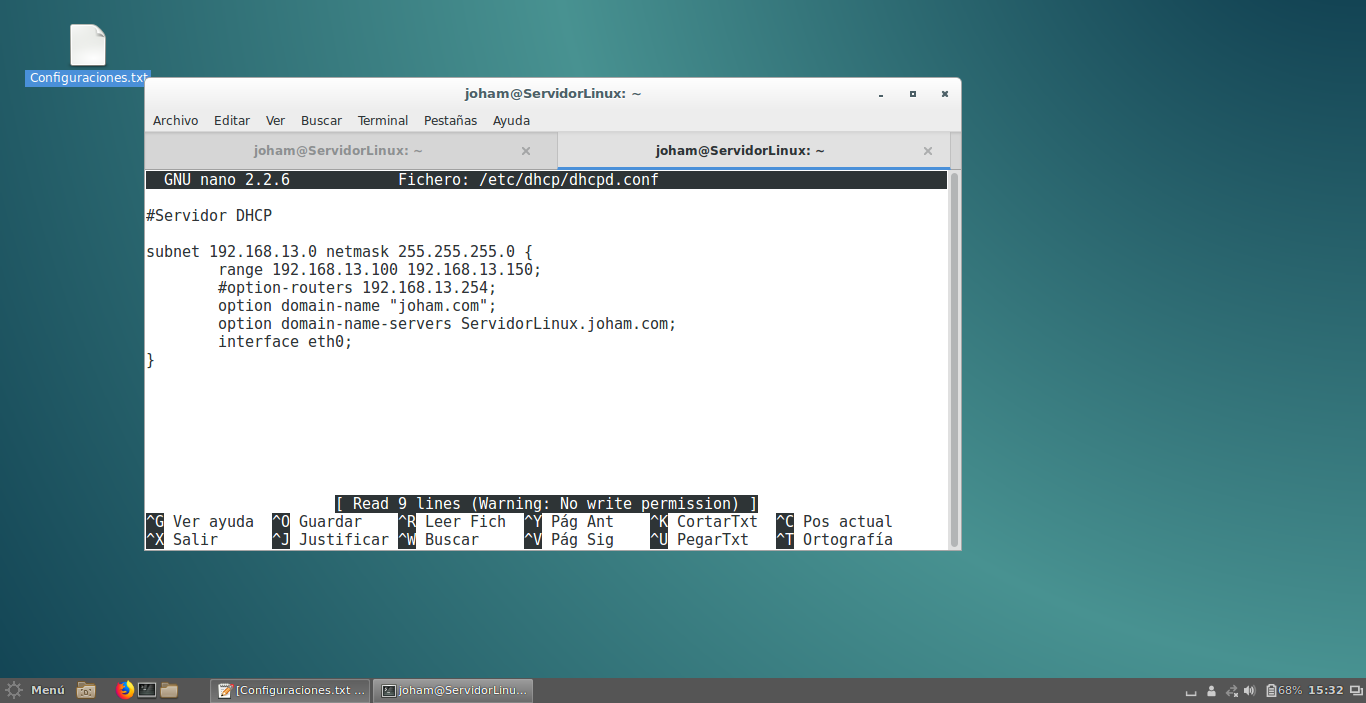 Configuraciones.txt
joham@ServidorLinux: ~
Archivo Editar Ver Buscar Terminal Pestañas Ayuda
joham@ServidorLinux: ~ joham@ServidorLinux: ~
GNU nano 2.2.6 Fichero: /etc/dhcp/dhcpd.conf
#Servidor DHCP
subnet 192.168.13.0 netmask 255.255.255.0 {
range 192.168.13.100 192.168.13.150;
#option-routers 192.168.13.254;
option domain-name "joham.com";
option domain-name-servers ServidorLinux.joham.com;
interface eth0;
}
[ Read 9 lines (Warning: No write permission) ]
^G Ver ayuda ^O Guardar ^R Leer Fich ^Y Pág Ant ^K CortarTxt ^C Pos actual
^X Salir ^J Justificar ^W Buscar ^V Pág Sig ^U PegarTxt ^T Ortografía
Menú [Configuraciones.txt ... joham@ServidorLinu... 68% 15:32